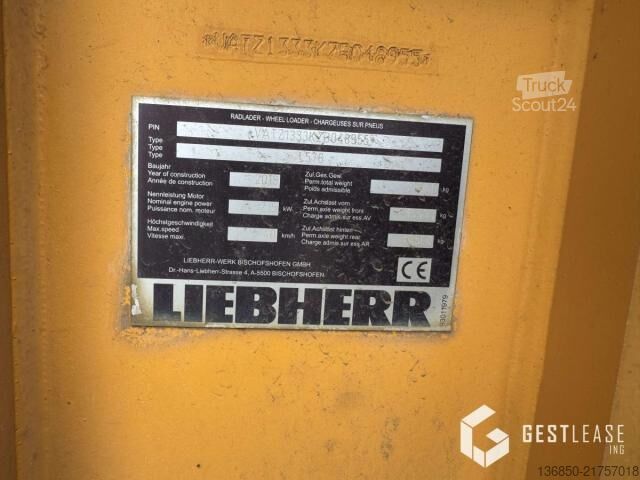 *VATZ1333KZB048955*
Truck
Scout24
RADLADER - WHEEL LOADER - CHARGEUSES SUR PNEUS
PIN *VATZ1333KZB048955*
Type
Type
Type
Baujahr
Year of construction
Année de construction
Nennleistung Motor
Nominal engine power
Puissance nom. moteur kW
Höchstgeschwindigkeit
Max.speed
Vitesse maxi. km/h
Zul.Ges.Gew.
Perm.total weight
Poids admissible kg
Zul.Achslast vorn
Perm.axle weight front
Charge admis.sur ess.AV kg
Zul.Achslast hinten
Perm.axle weight rear
Charge admis.sur ess.AR kg
LIEBHERR-WERK BISCHOFSHOFEN GMBH
Dr.-Hans-Liebherr-Strasse 4, A-5500 BISCHOFSHOFEN
CE
LIEBHERR
93011979
GESTLEASE
INC
136850-21757018